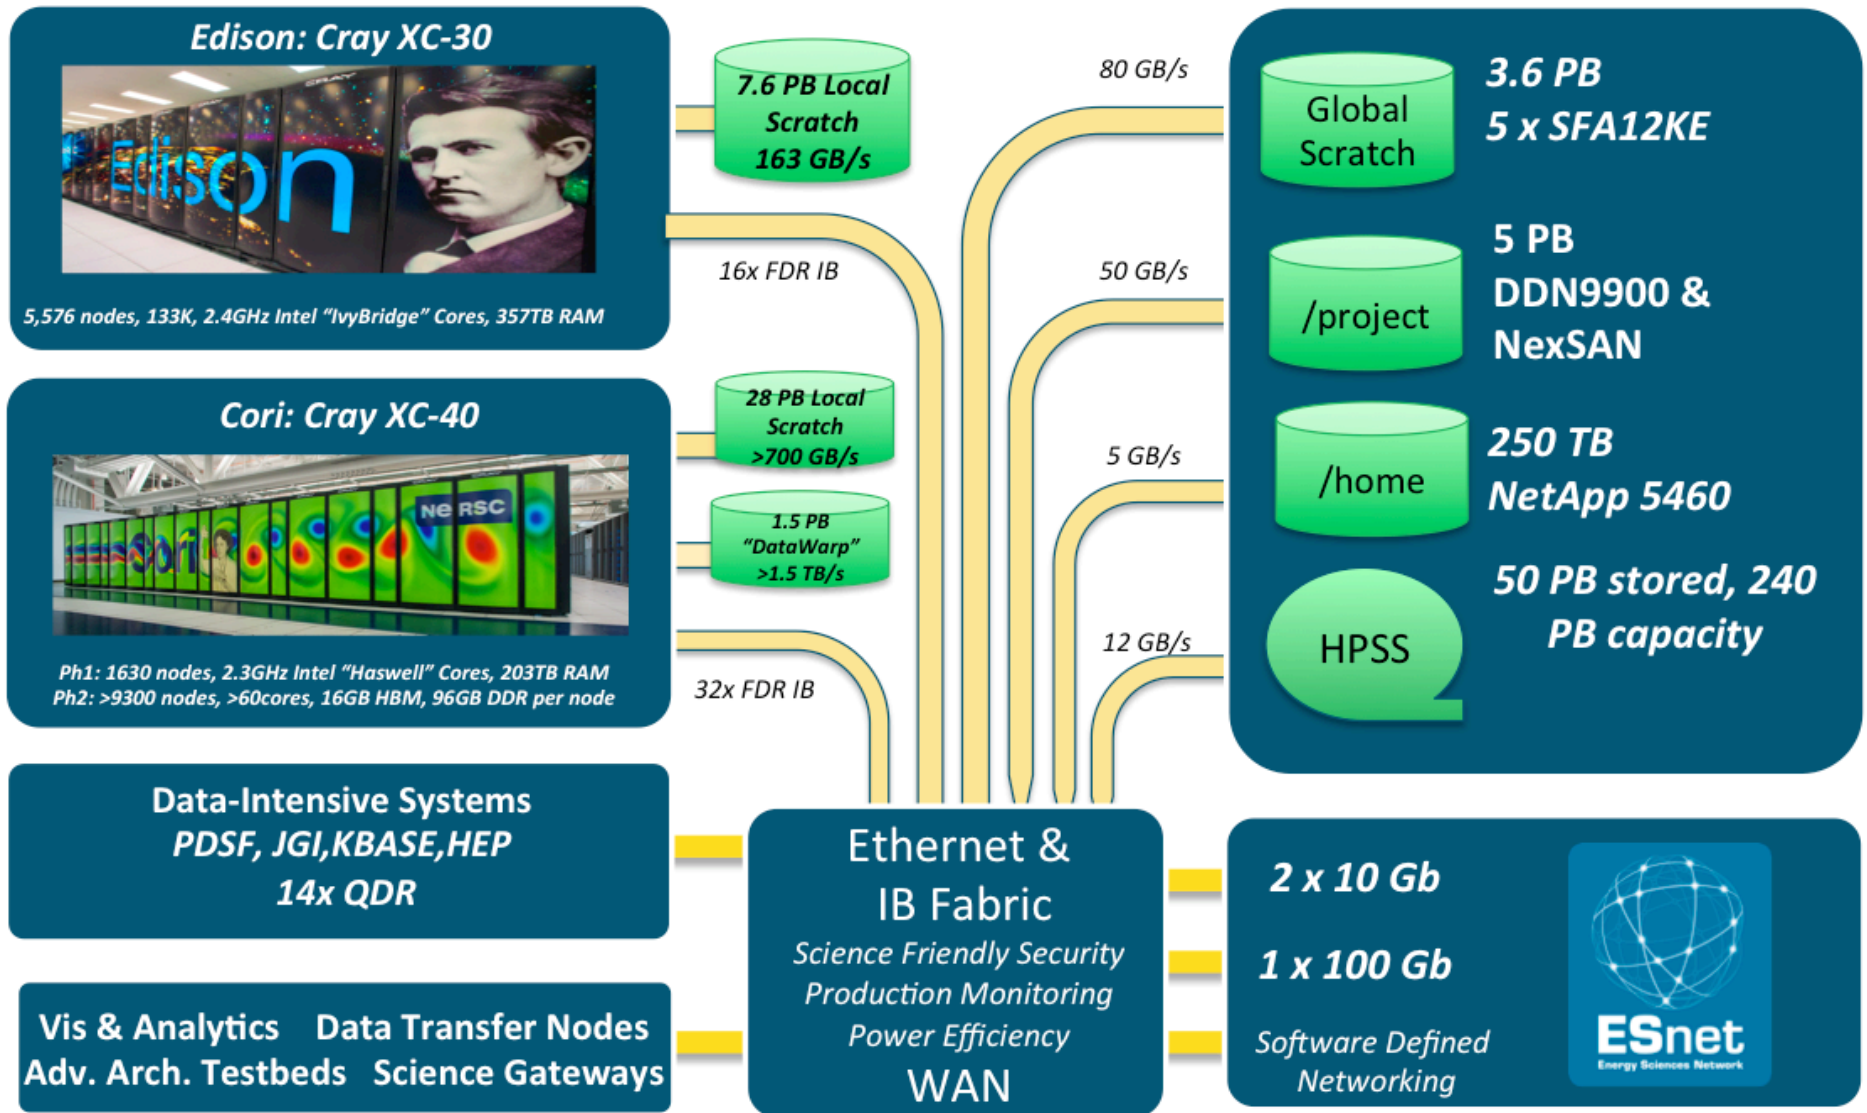 Edison: Cray XC-30
CRAY
Edison
5,576 nodes, 133K, 2.4GHz Intel “IvyBridge” Cores, 357TB RAM
7.6 PB Local
Scratch
163 GB/s
16x FDR IB
Cori: Cray XC-40
Cori
NeRSC
Ph1: 1630 nodes, 2.3GHz Intel “Haswell” Cores, 203TB RAM
Ph2: >9300 nodes, >60cores, 16GB HBM, 96GB DDR per node
28 PB Local
Scratch
>700 GB/s
1.5 PB
“DataWarp”
>1.5 TB/s
32x FDR IB
80 GB/s
50 GB/s
5 GB/s
12 GB/s
Global
Scratch
3.6 PB
5 x SFA12KE
/project
5 PB
DDN9900 &
NexSAN
/home
250 TB
NetApp 5460
HPSS
50 PB stored, 240
PB capacity
Data-Intensive Systems
PDSF, JGI,KBASE,HEP
14x QDR
Vis & Analytics Data Transfer Nodes
Adv. Arch. Testbeds Science Gateways
Ethernet &
IB Fabric
Science Friendly Security
Production Monitoring
Power Efficiency
WAN
2 x 10 Gb
1 x 100 Gb
Software Defined
Networking
ESnet
Energy Sciences Network